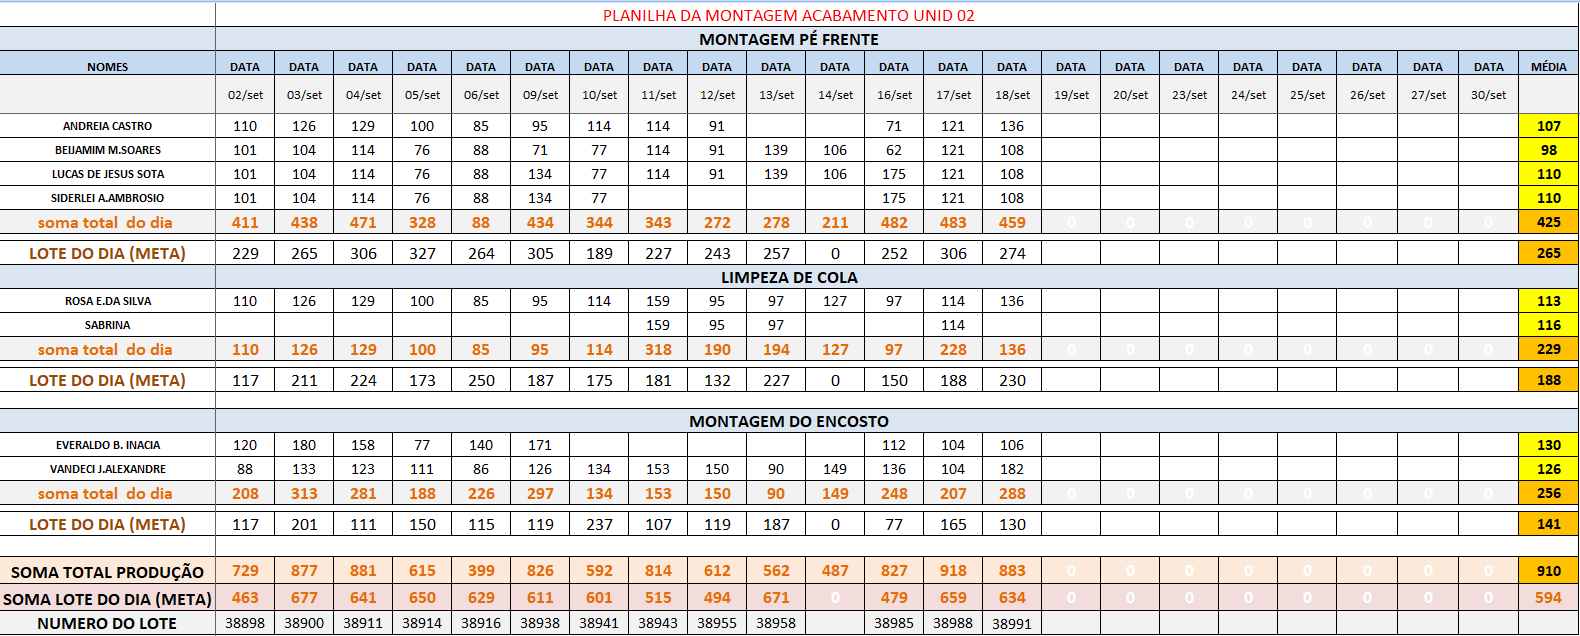 PLANILHA DA MONTAGEM ACABAMENTO UNID 02
MONTAGEM PÉ FRENTE
NOMES DATA DATA DATA DATA DATA DATA DATA DATA DATA DATA DATA DATA DATA DATA DATA DATA DATA DATA DATA DATA DATA DATA MÉDIA
02/set 03/set 04/set 05/set 06/set 09/set 10/set 11/set 12/set 13/set 14/set 16/set 17/set 18/set 19/set 20/set 23/set 24/set 25/set 26/set 27/set 30/set
ANDREIA CASTRO 110 126 129 100 85 95 114 114 91 71 121 136 107
BEIJAMIM M.SOARES 101 104 114 76 88 71 77 114 91 139 106 62 121 108 98
LUCAS DE JESUS SOTA 101 104 114 76 88 134 77 114 91 139 106 175 121 108 110
SIDERLEI A.AMBROSIO 101 104 114 76 88 134 77 175 121 108 110
soma total do dia 411 438 471 328 88 434 344 343 272 278 211 482 483 459 0 0 0 0 0 0 0 0 425
LOTE DO DIA (META) 229 265 306 327 264 305 189 227 243 257 0 252 306 274 265
LIMPEZA DE COLA
ROSA E.DA SILVA 110 126 129 100 85 95 114 159 95 97 127 97 114 136 113
SABRINA 159 95 97 114 116
soma total do dia 110 126 129 100 85 95 114 318 190 194 127 97 228 136 0 0 0 0 0 0 0 0 229
LOTE DO DIA (META) 117 211 224 173 250 187 175 181 132 227 0 150 188 230 188
MONTAGEM DO ENCOSTO
EVERALDO B. INACIA 120 180 158 77 140 171 112 104 106 130
VANDECI J.ALEXANDRE 88 133 123 111 86 126 134 153 150 90 149 136 104 182 126
soma total do dia 208 313 281 188 226 297 134 153 150 90 149 248 207 288 0 0 0 0 0 0 0 0 256
LOTE DO DIA (META) 117 201 111 150 115 119 237 107 119 187 0 77 165 130 141
SOMA TOTAL PRODUÇÃO 729 877 881 615 399 826 592 814 612 562 487 827 918 883 0 0 0 0 0 0 0 0 910
SOMA LOTE DO DIA (META) 463 677 641 650 629 611 601 515 494 671 0 479 659 634 0 0 0 0 0 0 0 0 594
NUMERO DO LOTE 38898 38900 38911 38914 38916 38938 38941 38943 38955 38958 38985 38988 38991